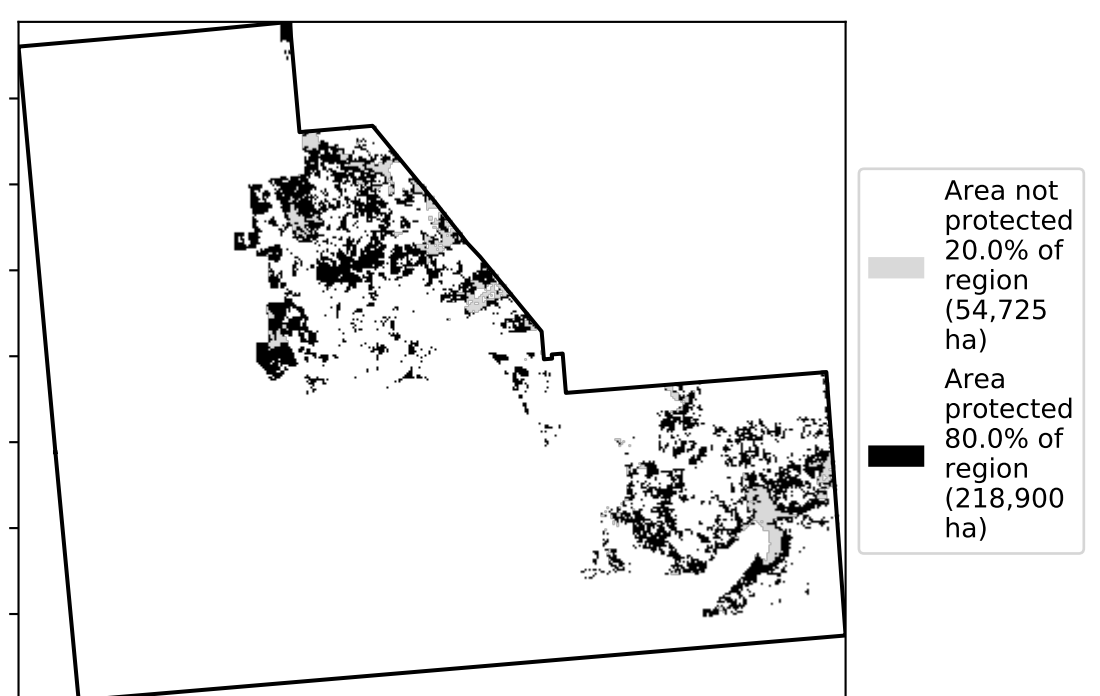 Area not
protected
20.0% of
region
(54,725
ha)
Area
protected
80.0% of
region
(218,900
ha)